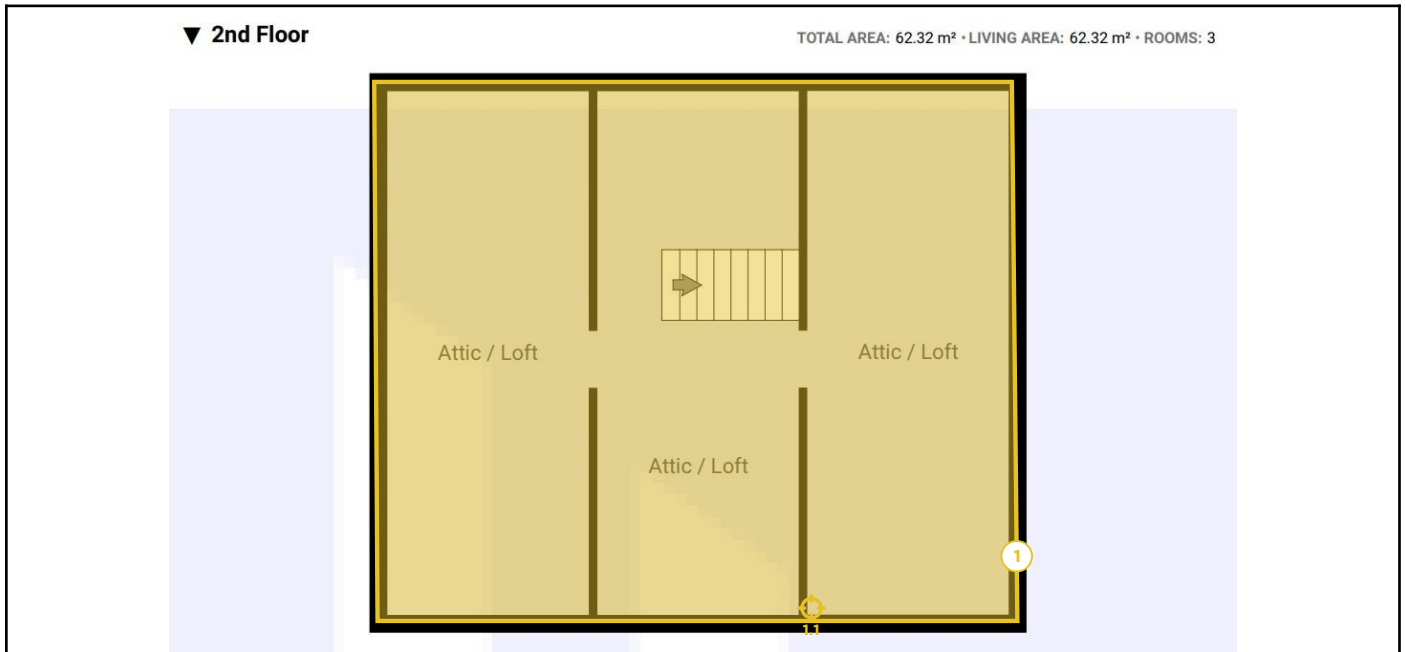 ▼ 2nd Floor
TOTAL AREA: 62.32 m² · LIVING AREA: 62.32 m² · ROOMS: 3
Attic / Loft
Attic / Loft
Attic / Loft
1
1.1